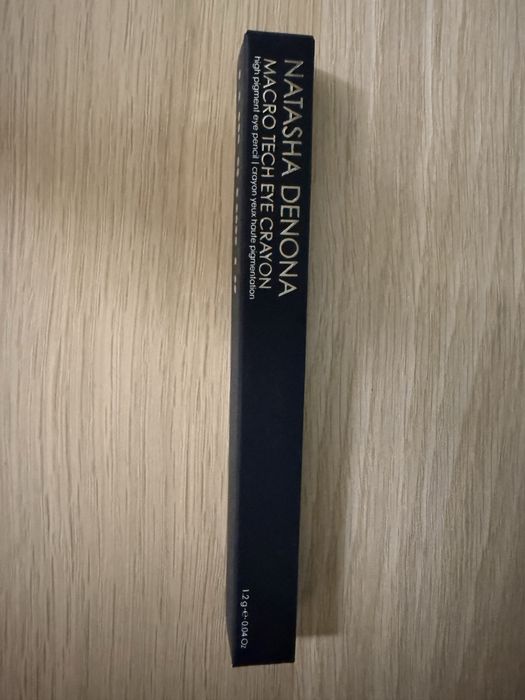 NATASHA DENONA
MACRO TECH EYE CRAYON
high pigment eye pencil | crayon yeux haute pigmentation
1.2 g ℮ 0.04 Oz